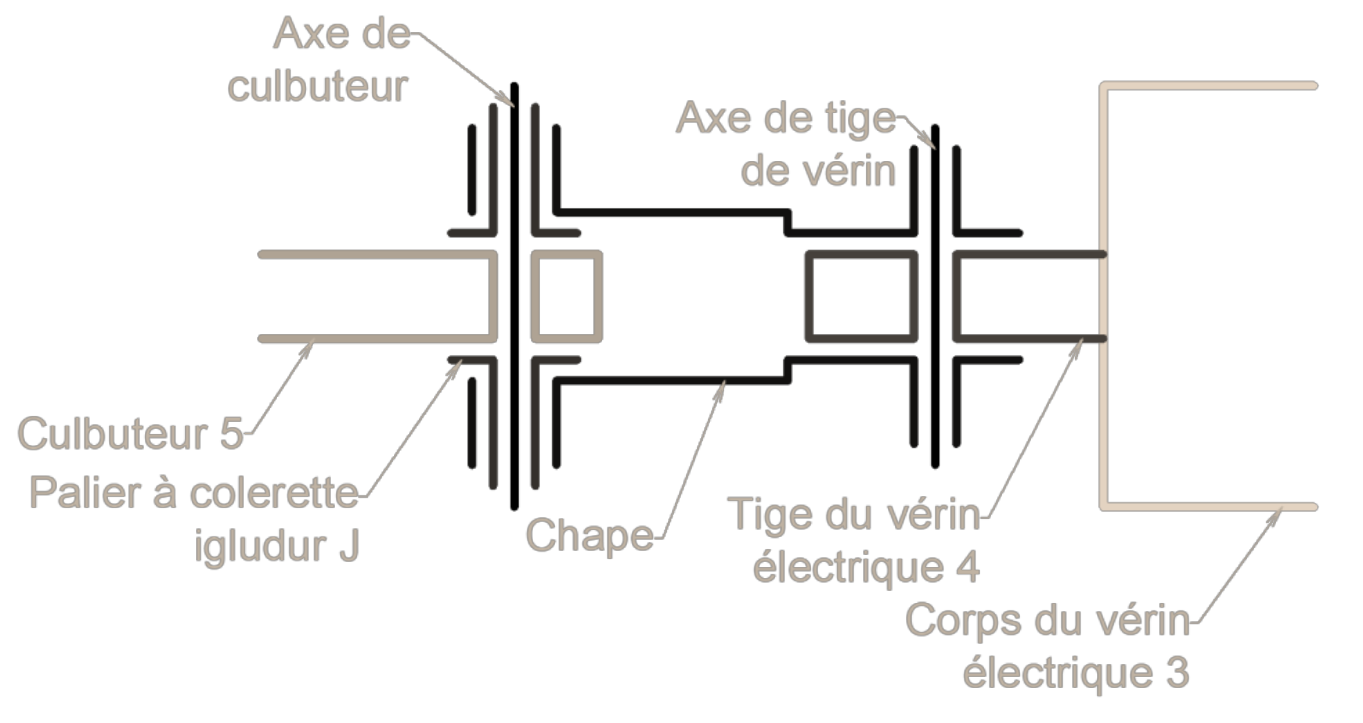 Axe de
culbuteur
Axe de tige
de vérin
Culbuteur 5
Palier à colerette
igludur J
Chape
Tige du vérin
électrique 4
Corps du vérin
électrique 3